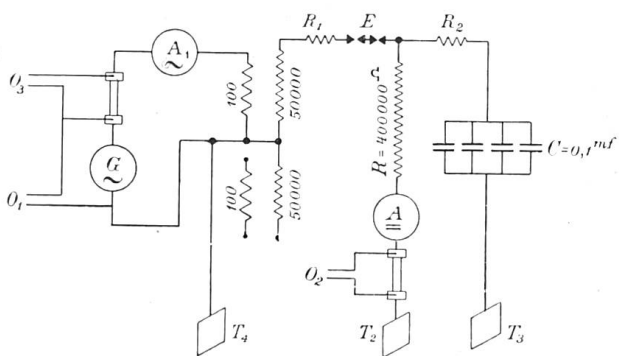 R₁ E R₂
A₁
O₃
100
50000
R = 400000 Ω
C=0,1 mf
G
O₁
100
50000
A
O₂
T₄ T₂ T₃